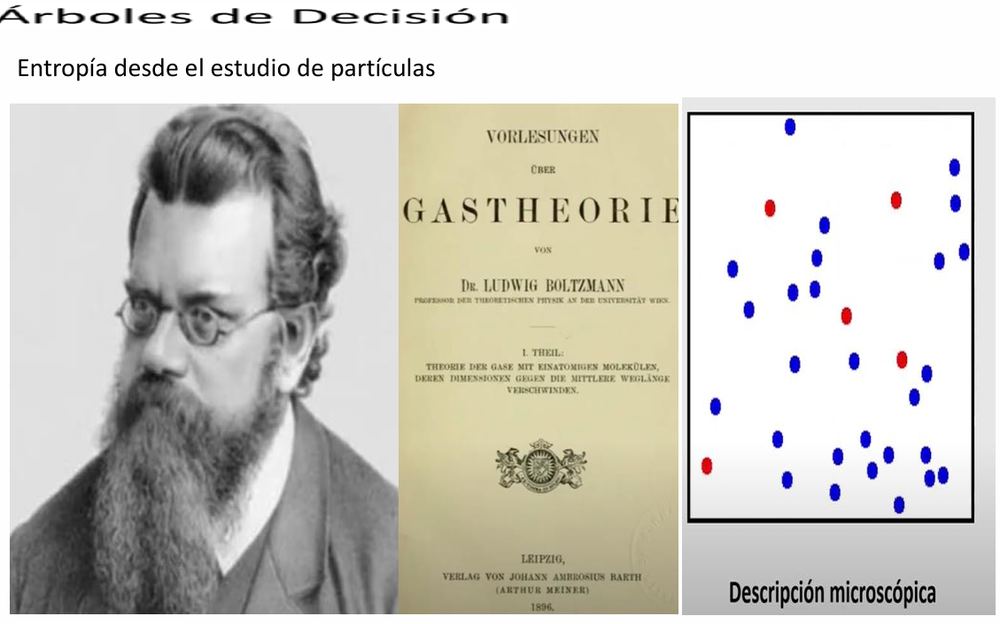 Árboles de Decisión
Entropía desde el estudio de partículas
VORLESUNGEN
ÜBER
GASTHEORIE
VON
DR. LUDWIG BOLTZMANN
PROFESSOR DER THEORETISCHEN PHYSIK AN DER UNIVERSITÄT WIEN.
I. THEIL:
THEORIE DER GASE MIT EINATOMIGEN MOLEKÜLEN,
DEREN DIMENSIONEN GEGEN DIE MITTLERE WEGLÄNGE
VERSCHWINDEN.
LEIPZIG,
VERLAG VON JOHANN AMBROSIUS BARTH
(ARTHUR MEINER)
1896.
Descripción microscópica